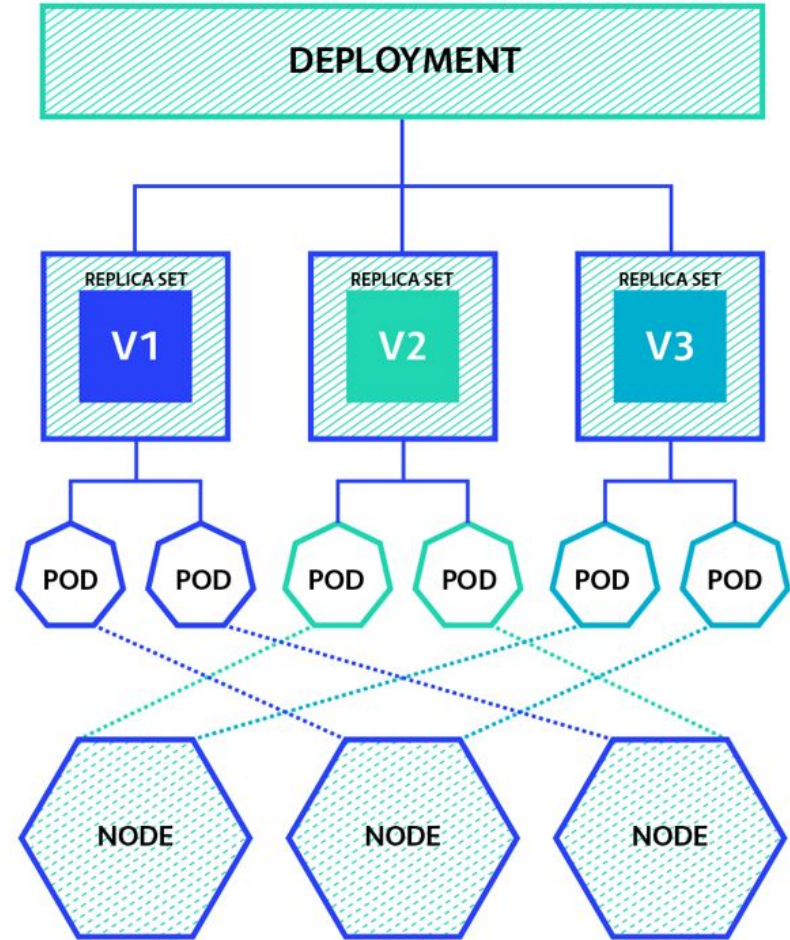 DEPLOYMENT
REPLICA SET
V1
REPLICA SET
V2
REPLICA SET
V3
POD
POD
POD
POD
POD
POD
NODE
NODE
NODE